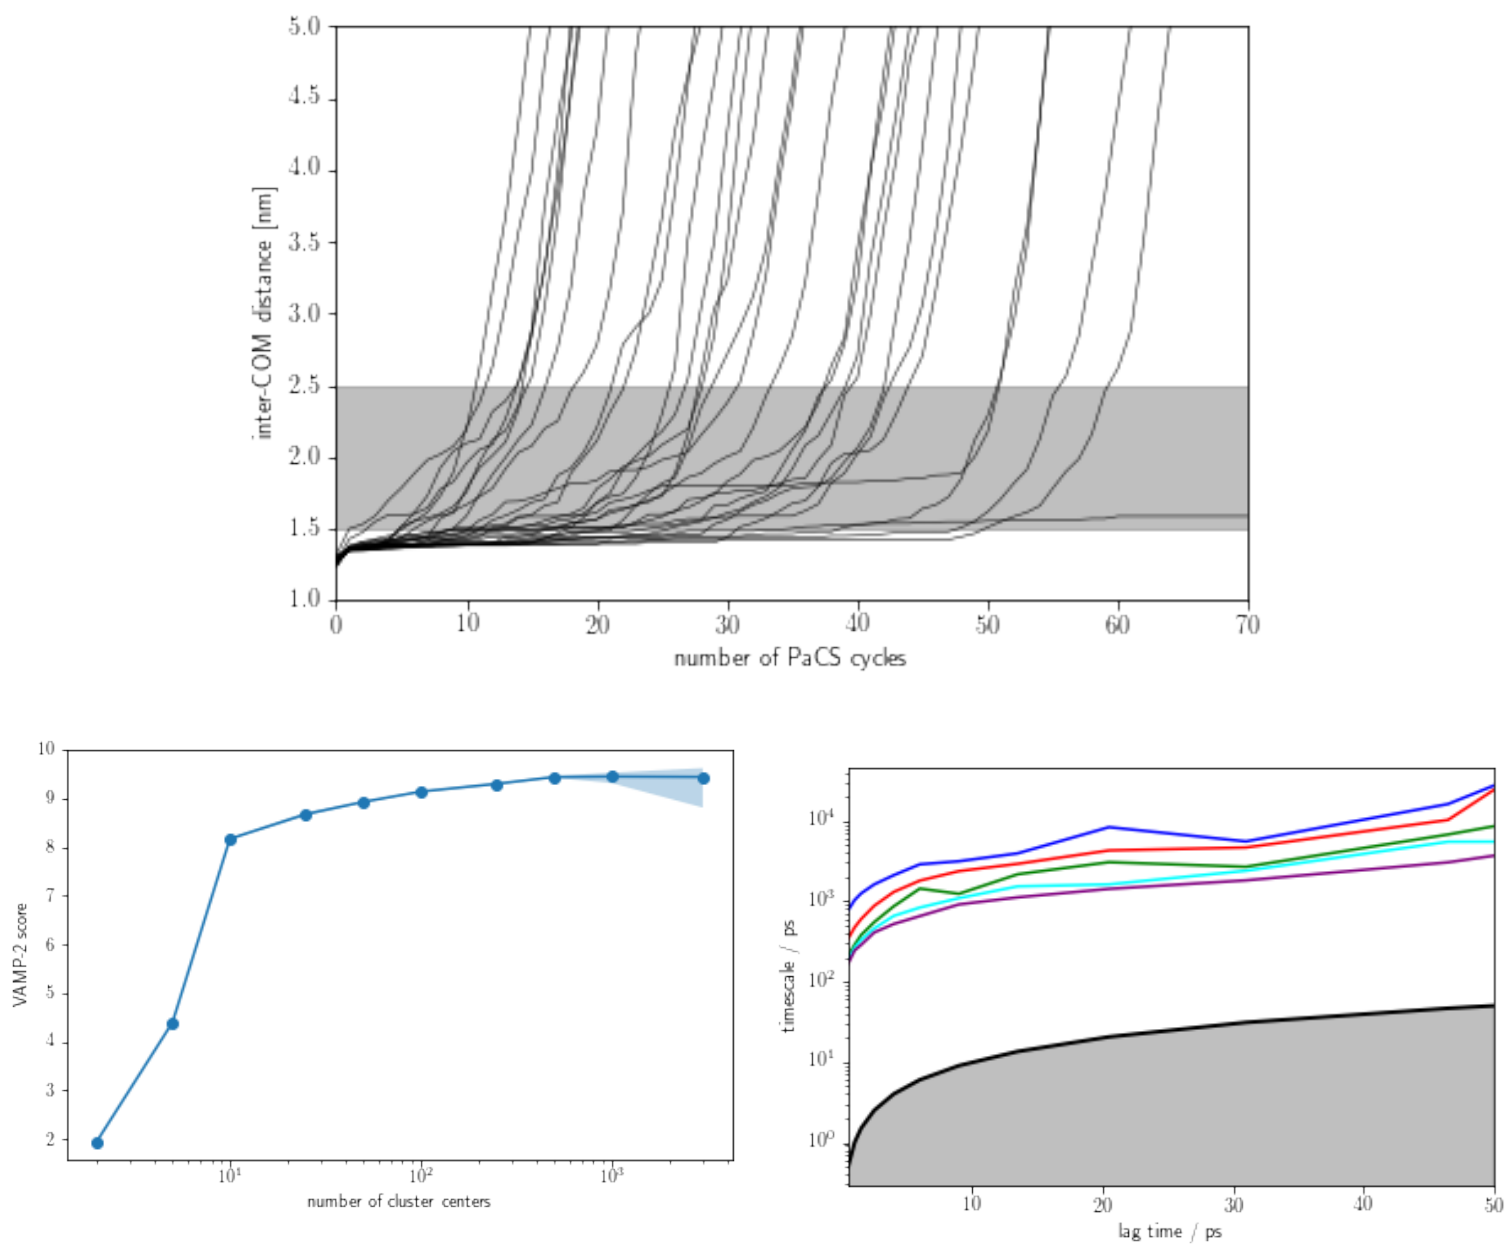 5.0
4.5
4.0
3.5
3.0
2.5
2.0
1.5
1.0
inter-COM distance [nm]
0 10 20 30 40 50 60 70
number of PaCS cycles
10
9
8
7
6
5
4
3
2
VAMP-2 score
10¹ 10² 10³
number of cluster centers
10⁴
10³
10²
10¹
10⁰
timescale / ps
10 20 30 40 50
lag time / ps